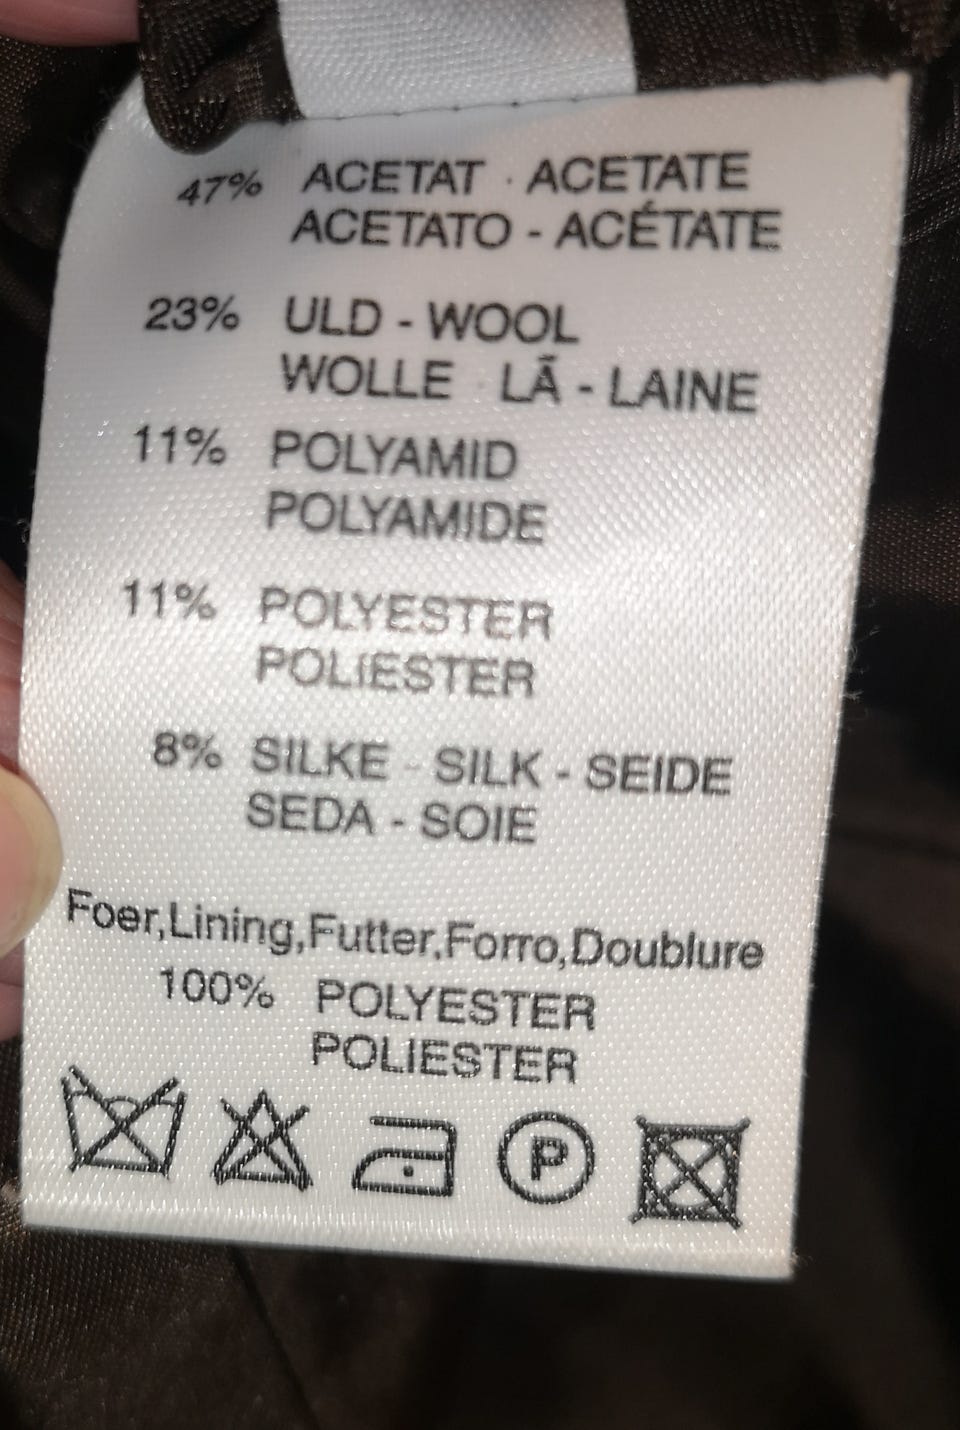 47% ACETAT · ACETATE
ACETATO - ACÉTATE
23% ULD - WOOL
WOLLE LÃ - LAINE
11% POLYAMID
POLYAMIDE
11% POLYESTER
POLIESTER
8% SILKE - SILK - SEIDE
SEDA - SOIE
Foer,Lining,Futter,Forro,Doublure
100% POLYESTER
POLIESTER
P